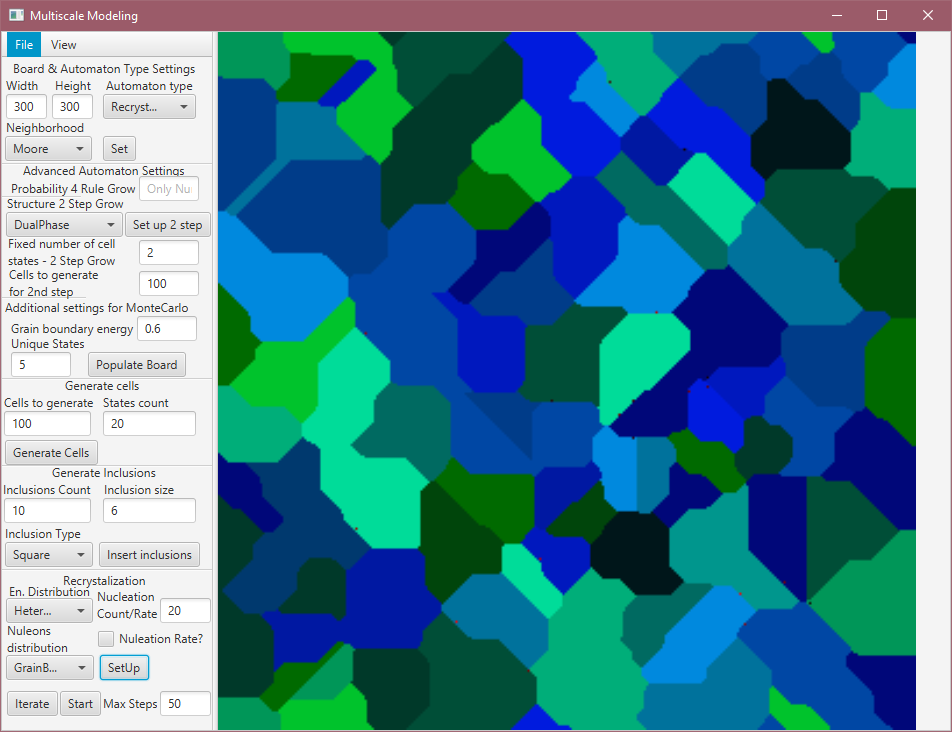 Multiscale Modeling
File View
Board & Automaton Type Settings
Width Height Automaton type
300 300 Recryst...
Neighborhood
Moore Set
Advanced Automaton Settings
Probability 4 Rule Grow Only Nu
Structure 2 Step Grow
DualPhase Set up 2 step
Fixed number of cell
states - 2 Step Grow 2
Cells to generate
for 2nd step 100
Additional settings for MonteCarlo
Grain boundary energy 0.6
Unique States
5 Populate Board
Generate cells
Cells to generate States count
100 20
Generate Cells
Generate Inclusions
Inclusions Count Inclusion size
10 6
Inclusion Type
Square Insert inclusions
Recrystalization
En. Distribution Nucleation
Heter... Count/Rate 20
Nuleons
distribution Nuleation Rate?
GrainB... SetUp
Iterate Start Max Steps 50